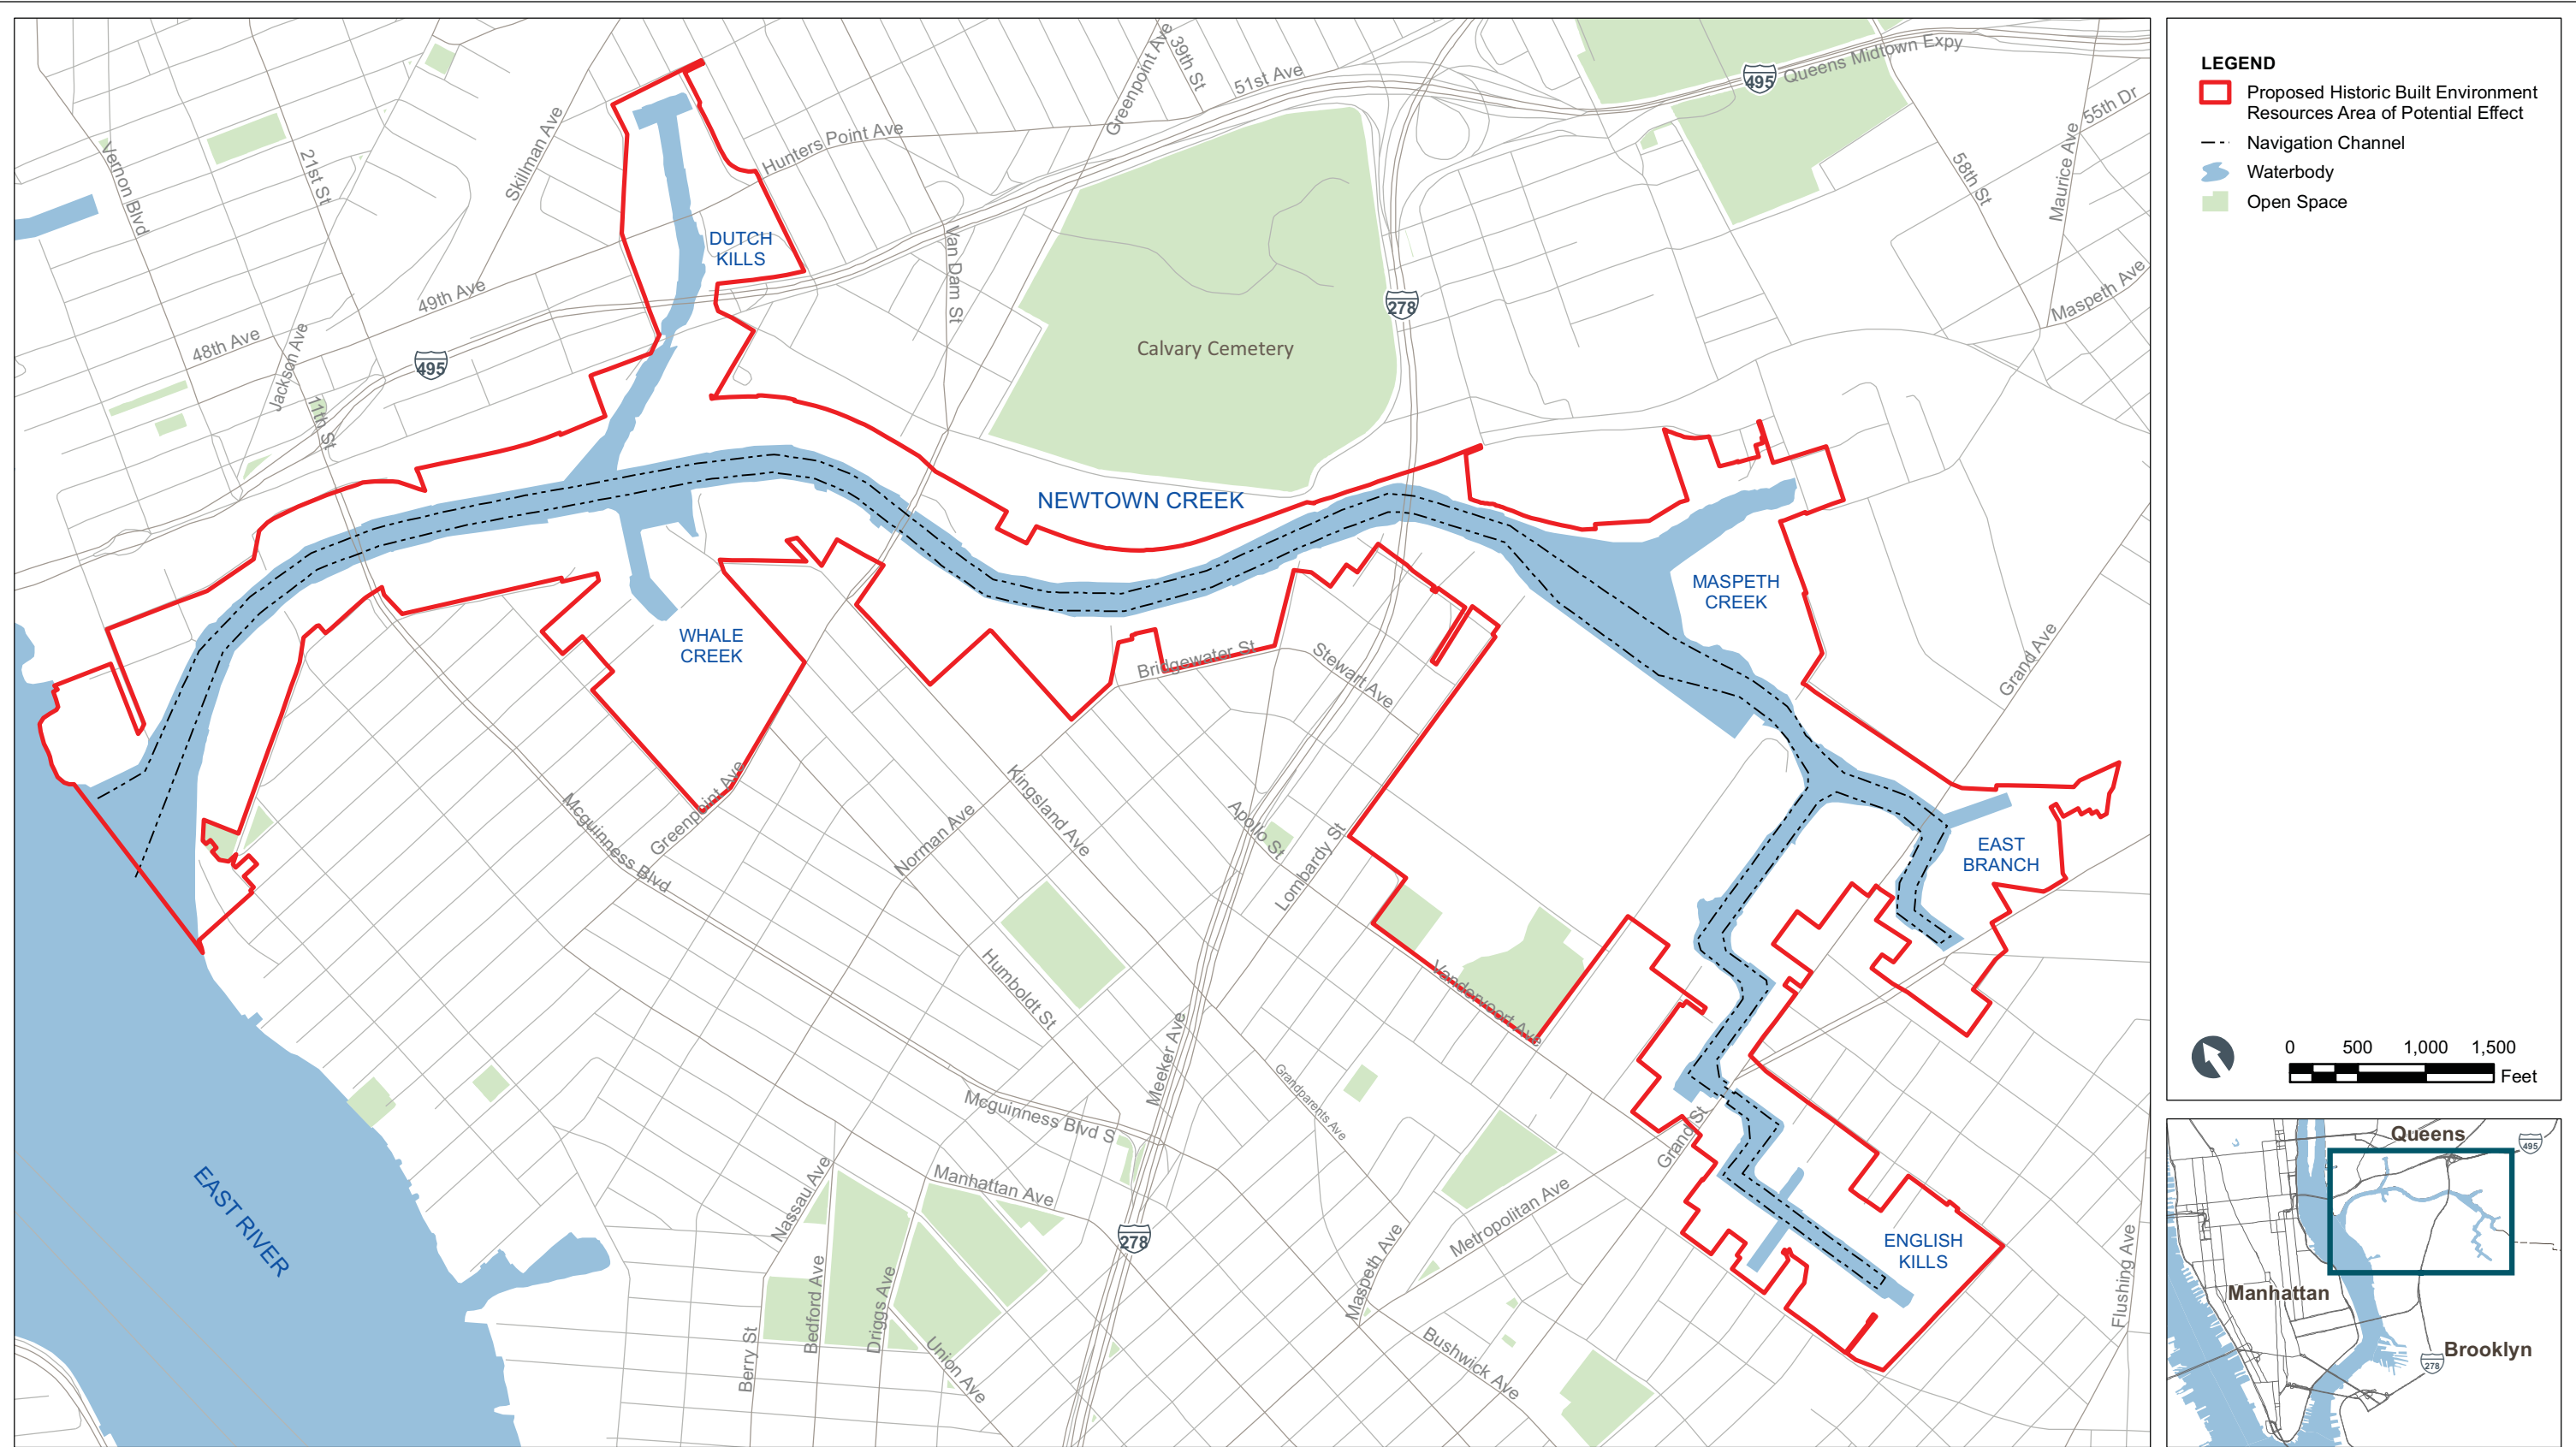 Queens Midtown Expy
495
39th St
Greenpoint Ave
51st Ave
55th Dr
Hunters Point Ave
Skillman Ave
Vernon Blvd
21st St
58th St
Maurice Ave
DUTCH
KILLS
Van Dam St
49th Ave
278
Maspeth Ave
48th Ave
Jackson Ave
495
Calvary Cemetery
11th St
NEWTOWN CREEK
MASPETH
CREEK
WHALE
CREEK
Bridgewater St
Stewart Ave
Grand Ave
Greenpoint Ave
Mcguinness Blvd
Kingsland Ave
Norman Ave
Apollo St
Lombardy St
EAST
BRANCH
Humboldt St
Vandervoort Ave
Meeker Ave
Grandparents Ave
Mcguinness Blvd S
Grand St
Manhattan Ave
Nassau Ave
EAST RIVER
Metropolitan Ave
Maspeth Ave
278
ENGLISH
KILLS
Flushing Ave
Bedford Ave
Driggs Ave
Berry St
Union Ave
Bushwick Ave
LEGEND
Proposed Historic Built Environment
Resources Area of Potential Effect
Navigation Channel
Waterbody
Open Space
0 500 1,000 1,500
Feet
Queens
495
Manhattan
Brooklyn
278